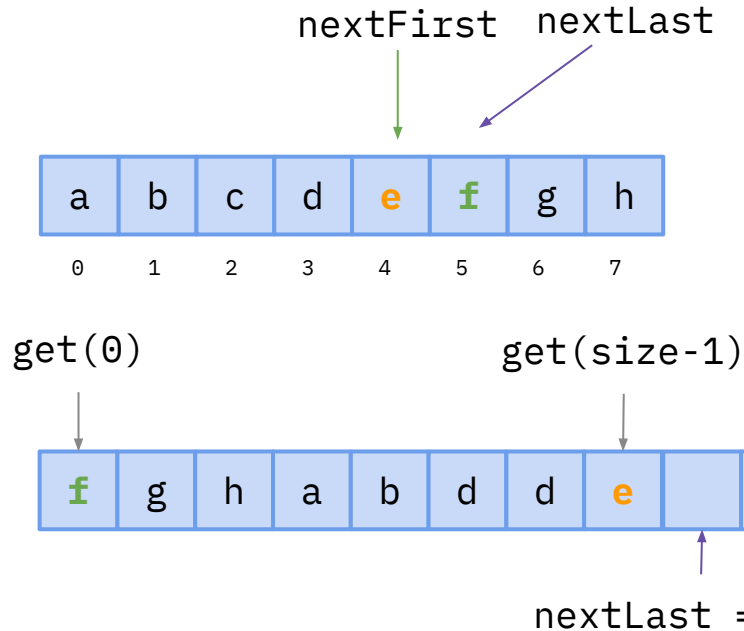 nextFirst nextLast
a b c d e f g h
0 1 2 3 4 5 6 7
get(0) get(size-1)
f g h a b d d e
nextLast =